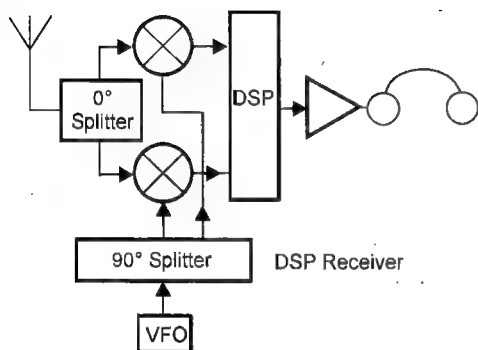 0°
Splitter
DSP
90° Splitter
DSP Receiver
VFO